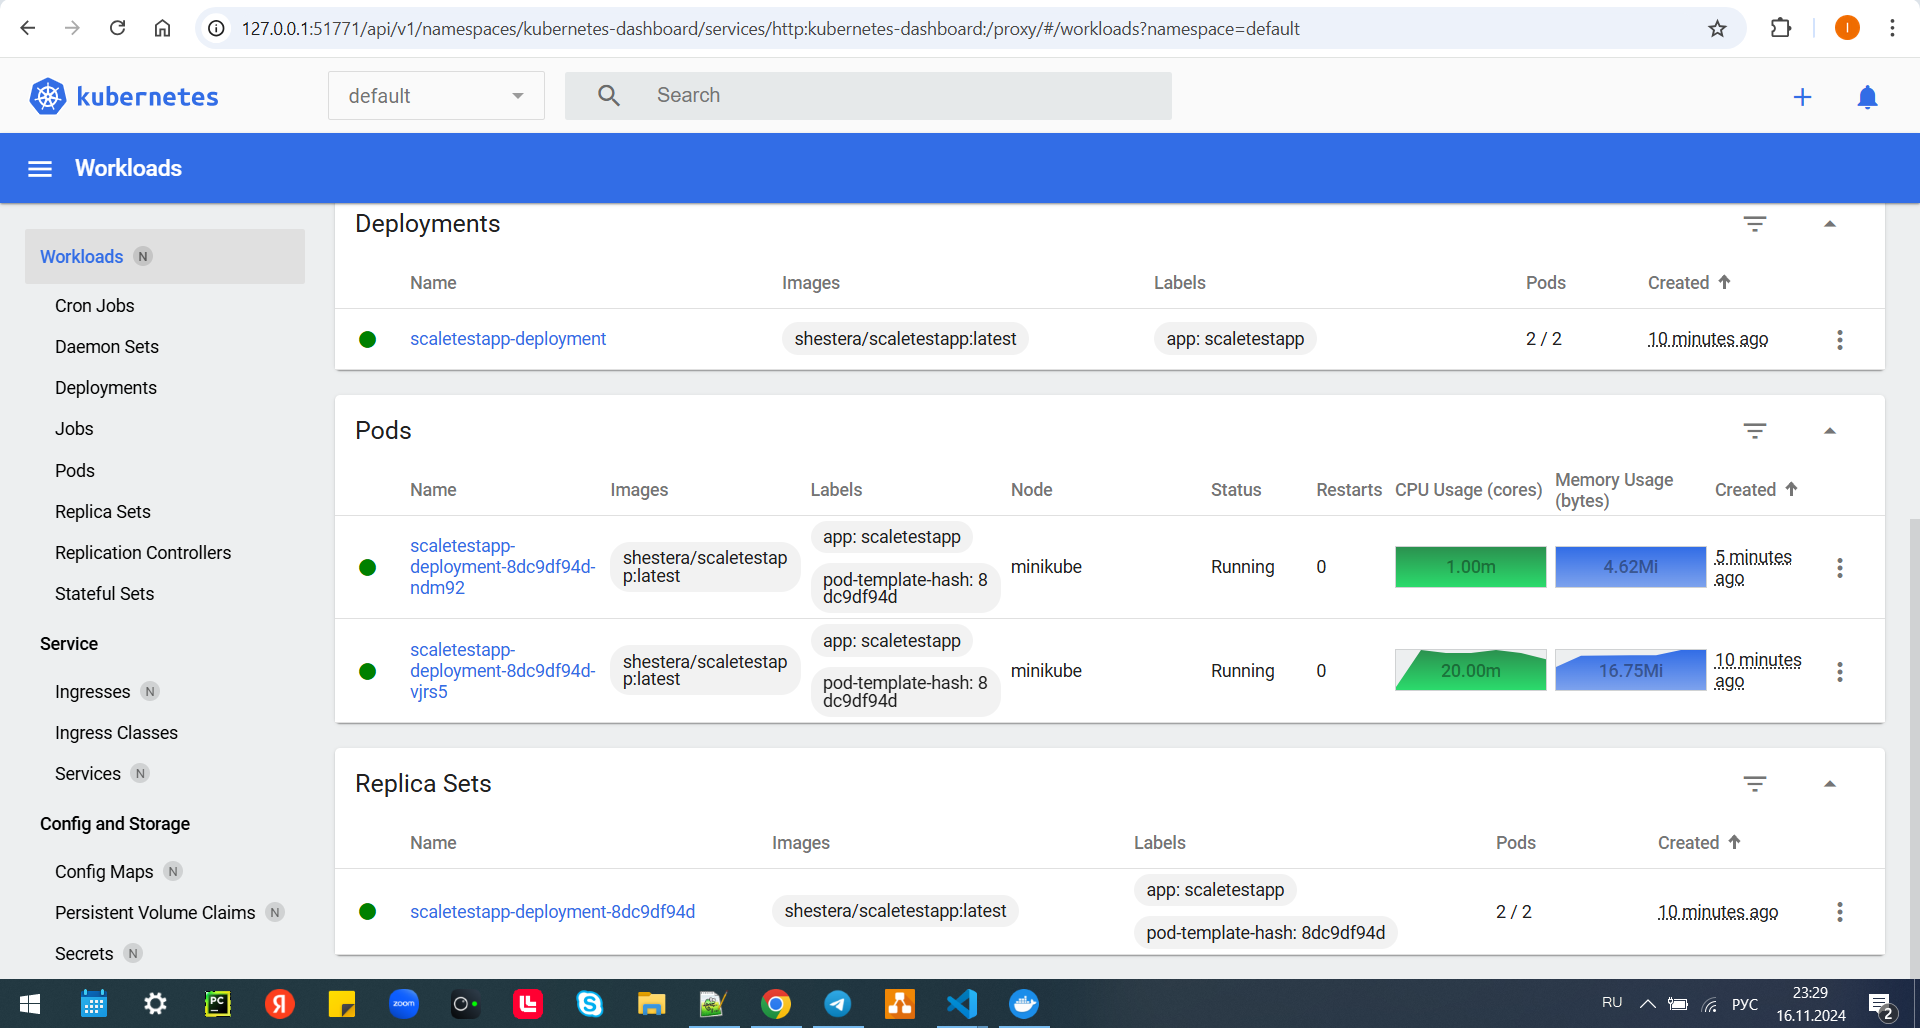 127.0.0.1:51771/api/v1/namespaces/kubernetes-dashboard/services/http:kubernetes-dashboard:/proxy/#/workloads?namespace=default
I
kubernetes
default
Search
Workloads
Workloads N
Cron Jobs
Daemon Sets
Deployments
Jobs
Pods
Replica Sets
Replication Controllers
Stateful Sets
Service
Ingresses N
Ingress Classes
Services N
Config and Storage
Config Maps N
Persistent Volume Claims N
Secrets N
Deployments
Name Images Labels Pods Created
scaletestapp-deployment shestera/scaletestapp:latest app: scaletestapp 2 / 2 10 minutes ago
Pods
Name Images Labels Node Status Restarts CPU Usage (cores) Memory Usage (bytes) Created
scaletestapp-
deployment-8dc9df94d-
ndm92
shestera/scaletestap
p:latest
app: scaletestapp
pod-template-hash: 8
dc9df94d
minikube Running 0 1.00m 4.62Mi 5 minutes
ago
scaletestapp-
deployment-8dc9df94d-
vjrs5
shestera/scaletestap
p:latest
app: scaletestapp
pod-template-hash: 8
dc9df94d
minikube Running 0 20.00m 16.75Mi 10 minutes
ago
Replica Sets
Name Images Labels Pods Created
scaletestapp-deployment-8dc9df94d shestera/scaletestapp:latest
app: scaletestapp
pod-template-hash: 8dc9df94d
2 / 2 10 minutes ago
PC
Я
zoom
RU
РУС
23:29
16.11.2024
2